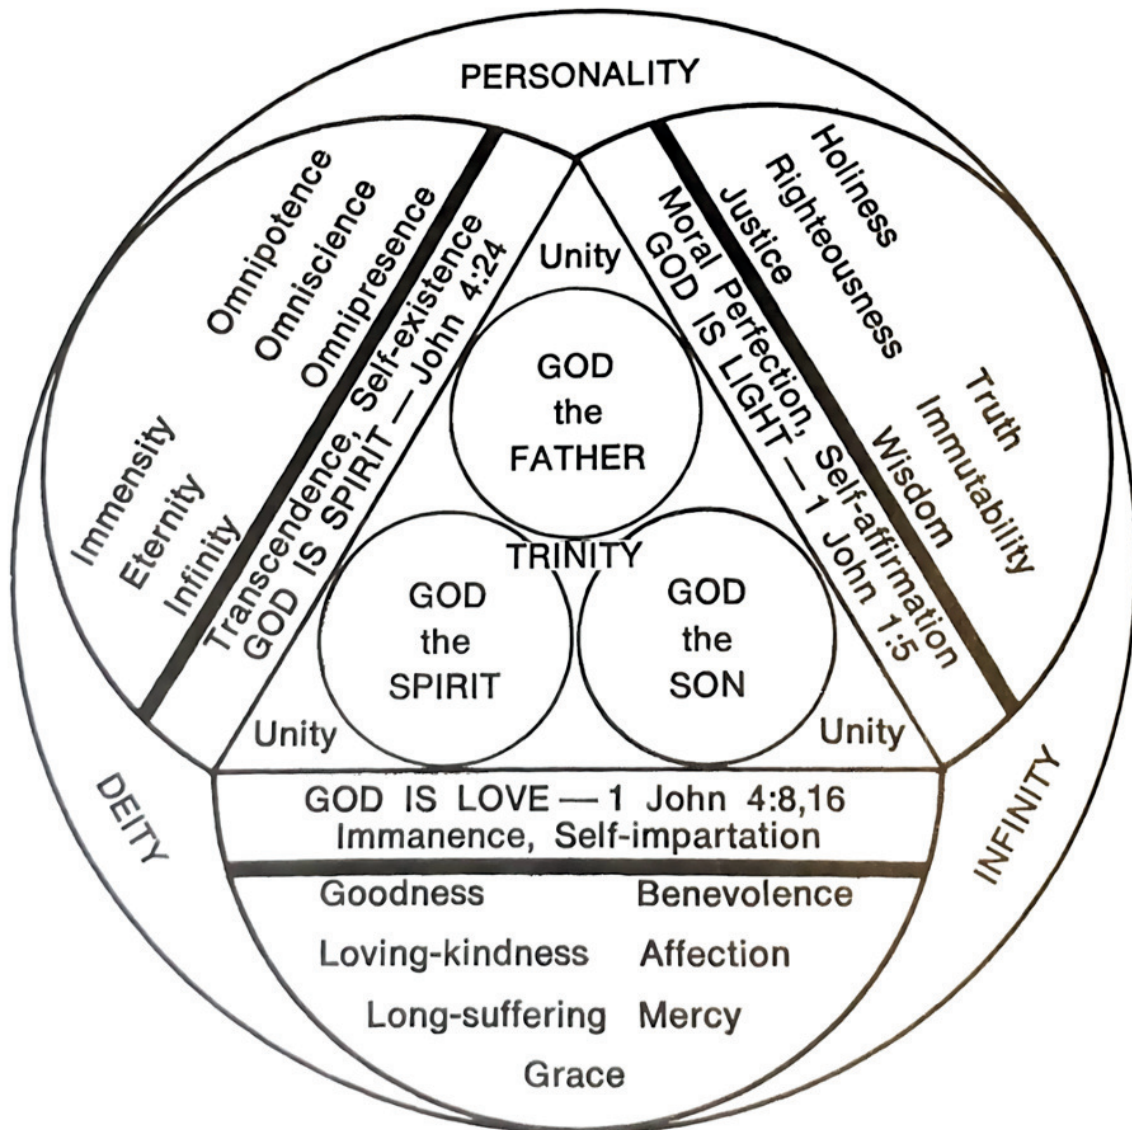 PERSONALITY
Omnipotence
Omniscience
Omnipresence
Immensity
Eternity
Infinity
Transcendence, Self-existence
GOD IS SPIRIT — John 4:24
Holiness
Righteousness
Justice
Truth
Immutability
Wisdom
Moral Perfection, Self-affirmation
GOD IS LIGHT — 1 John 1:5
Unity
GOD
the
FATHER
TRINITY
GOD
the
SPIRIT
GOD
the
SON
Unity
Unity
DEITY
INFINITY
GOD IS LOVE — 1 John 4:8,16
Immanence, Self-impartation
Goodness Benevolence
Loving-kindness Affection
Long-suffering Mercy
Grace